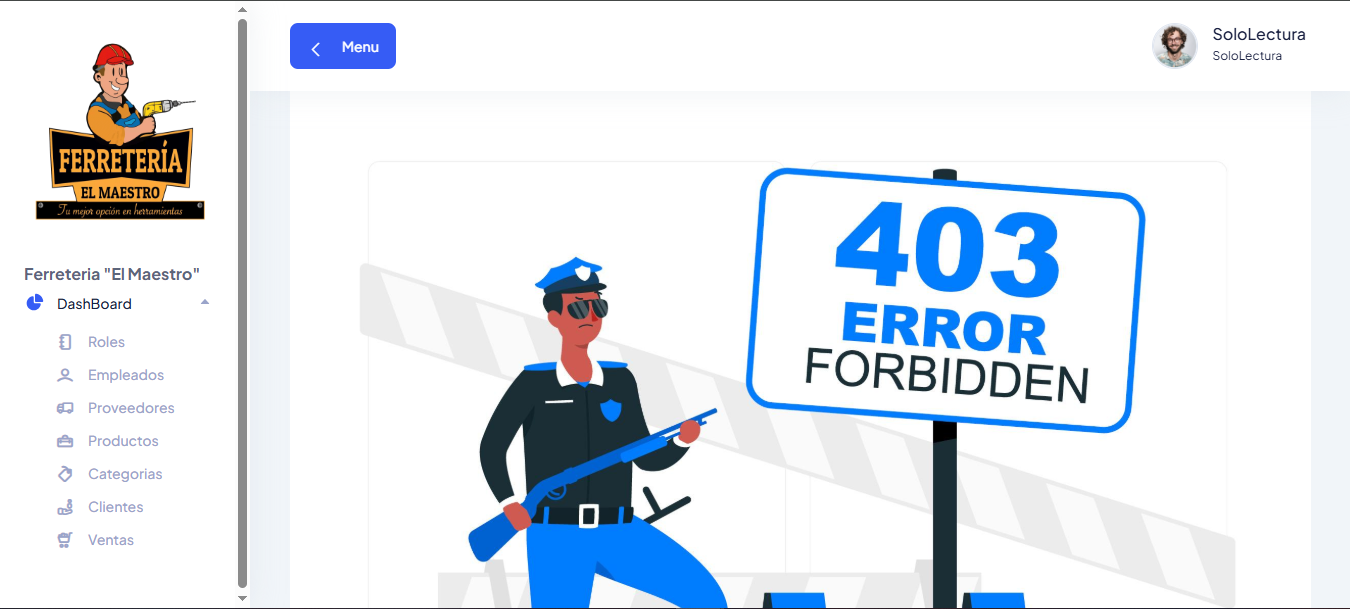 FERRETERÍA
EL MAESTRO
Tu mejor opción en herramientas
Ferreteria "El Maestro"
DashBoard
Roles
Empleados
Proveedores
Productos
Categorias
Clientes
Ventas
Menu
SoloLectura
SoloLectura
403
ERROR
FORBIDDEN